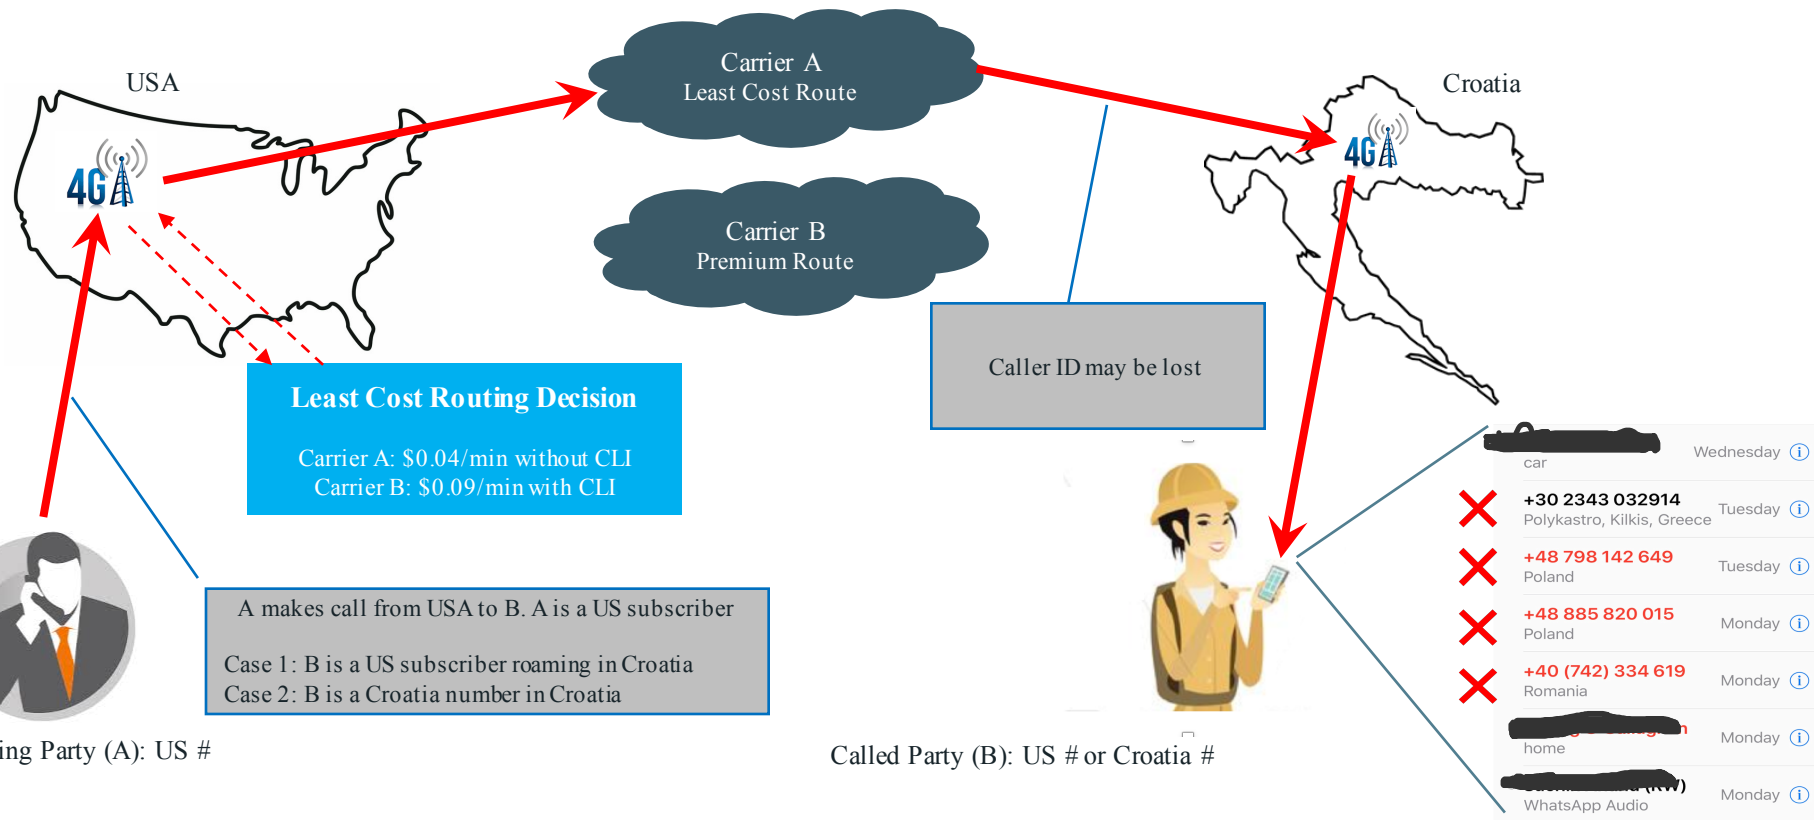 USA
4G
Carrier A
Least Cost Route
Carrier B
Premium Route
Croatia
4G
Caller ID may be lost
Least Cost Routing Decision
Carrier A: $0.04/min without CLI
Carrier B: $0.09/min with CLI
A makes call from USA to B. A is a US subscriber
Case 1: B is a US subscriber roaming in Croatia
Case 2: B is a Croatia number in Croatia
Party (A): US #
Called Party (B): US # or Croatia #
car
Wednesday
+30 2343 032914
Polykastro, Kilkis, Greece
Tuesday
+48 798 142 649
Poland
Tuesday
+48 885 820 015
Poland
Monday
+40 (742) 334 619
Romania
Monday
home
Monday
WhatsApp Audio
Monday